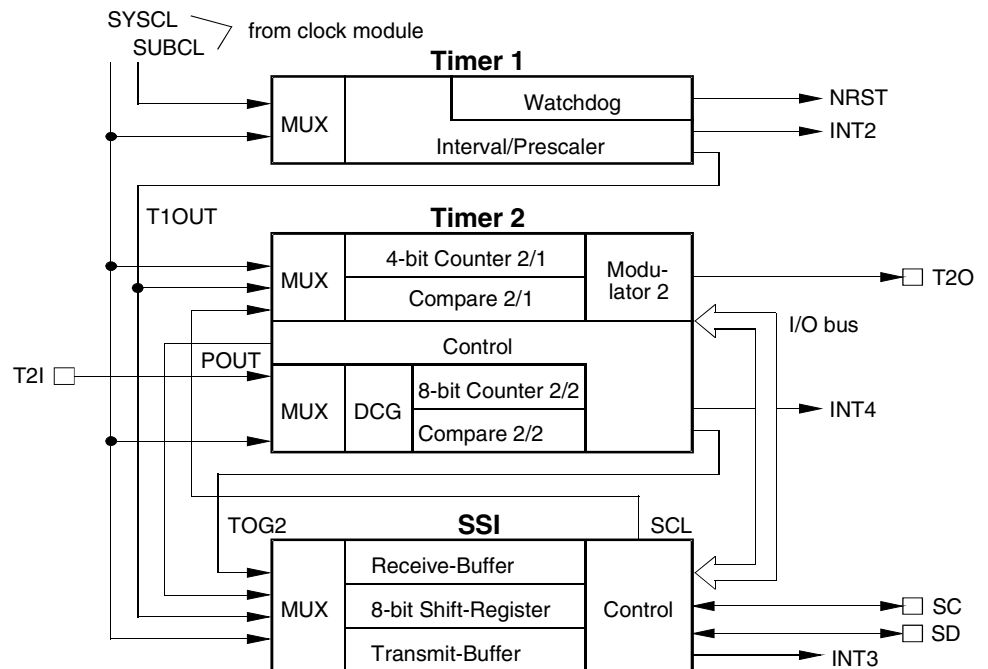 SYSCL
SUBCL
from clock module
Timer 1
MUX
Watchdog
Interval/Prescaler
NRST
INT2
T1OUT
Timer 2
MUX
4-bit Counter 2/1
Compare 2/1
Modu-
lator 2
T2O
I/O bus
Control
POUT
T2I
MUX
DCG
8-bit Counter 2/2
Compare 2/2
INT4
TOG2
SSI
SCL
MUX
Receive-Buffer
8-bit Shift-Register
Transmit-Buffer
Control
SC
SD
INT3